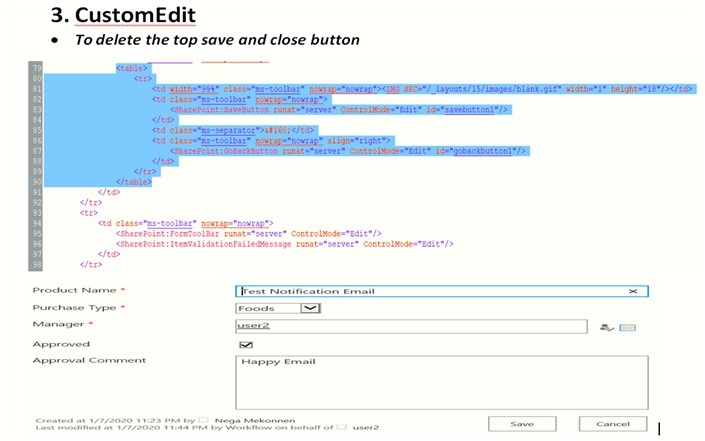 3. CustomEdit
• To delete the top save and close button
79 <table>
80 <tr>
81 <td width="99%" class="ms-toolbar" nowrap="nowrap"><IMG SRC="/_layouts/15/images/blank.gif" width="1" height="18"/></td>
82 <td class="ms-toolbar" nowrap="nowrap">
83 <SharePoint:SaveButton runat="server" ControlMode="Edit" id="savebutton1"/>
84 </td>
85 <td class="ms-separator">&#160;</td>
86 <td class="ms-toolbar" nowrap="nowrap" align="right">
87 <SharePoint:GoBackButton runat="server" ControlMode="Edit" id="gobackbutton1"/>
88 </td>
89 </tr>
90 </table>
91 </td>
92 </tr>
93 <tr>
94 <td class="ms-toolbar" nowrap="nowrap">
95 <SharePoint:FormToolBar runat="server" ControlMode="Edit"/>
96 <SharePoint:ItemValidationFailedMessage runat="server" ControlMode="Edit"/>
97 </td>
98 </tr>
Product Name * Test Notification Email ×
Purchase Type * Foods
Manager * user2
Approved
Approval Comment Happy Email
Created at 1/7/2020 11:23 PM by Nega Mekonnen
Last modified at 1/7/2020 11:44 PM by Workflow on behalf of user2
Save Cancel